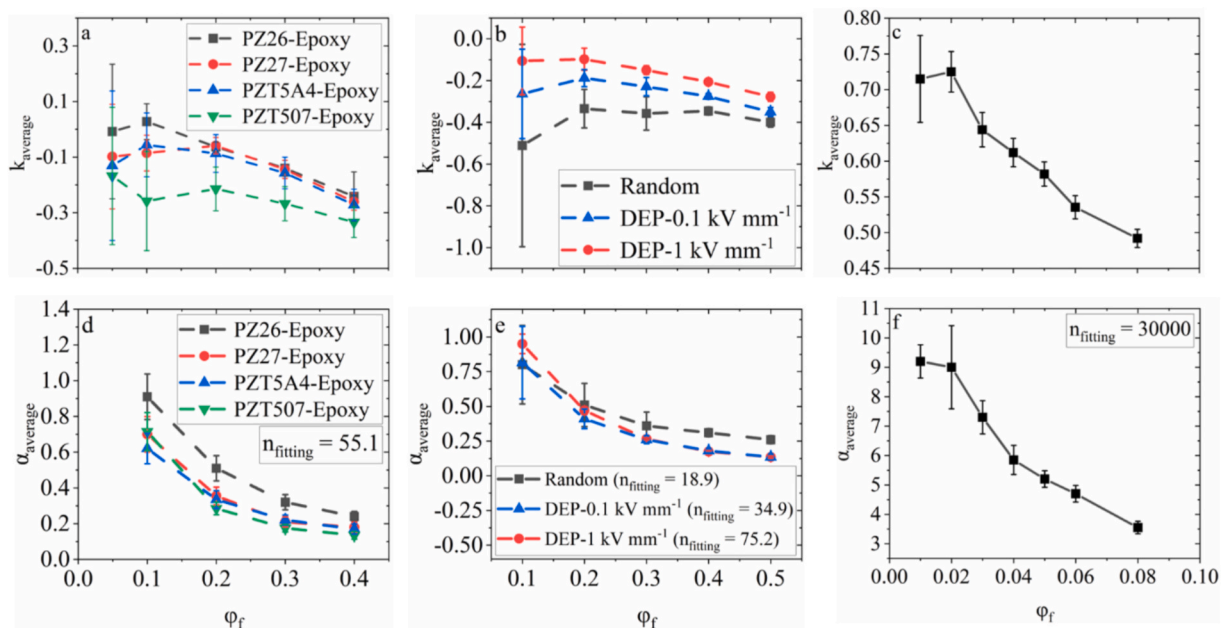 a
PZ26-Epoxy
PZ27-Epoxy
PZT5A4-Epoxy
PZT507-Epoxy
0.3
0.1
-0.1
-0.3
-0.5
k_average
b
0.0
-0.2
-0.4
-0.6
-0.8
-1.0
k_average
Random
DEP-0.1 kV mm⁻¹
DEP-1 kV mm⁻¹
c
0.80
0.75
0.70
0.65
0.60
0.55
0.50
0.45
k_average
d
PZ26-Epoxy
PZ27-Epoxy
PZT5A4-Epoxy
PZT507-Epoxy
n_fitting = 55.1
1.4
1.2
1.0
0.8
0.6
0.4
0.2
0.0
α_average
0.0 0.1 0.2 0.3 0.4
φ_f
e
1.00
0.75
0.50
0.25
0.00
-0.25
-0.50
α_average
Random (n_fitting = 18.9)
DEP-0.1 kV mm⁻¹ (n_fitting = 34.9)
DEP-1 kV mm⁻¹ (n_fitting = 75.2)
0.1 0.2 0.3 0.4 0.5
φ_f
f
n_fitting = 30000
11
10
9
8
7
6
5
4
3
α_average
0.00 0.02 0.04 0.06 0.08 0.10
φ_f